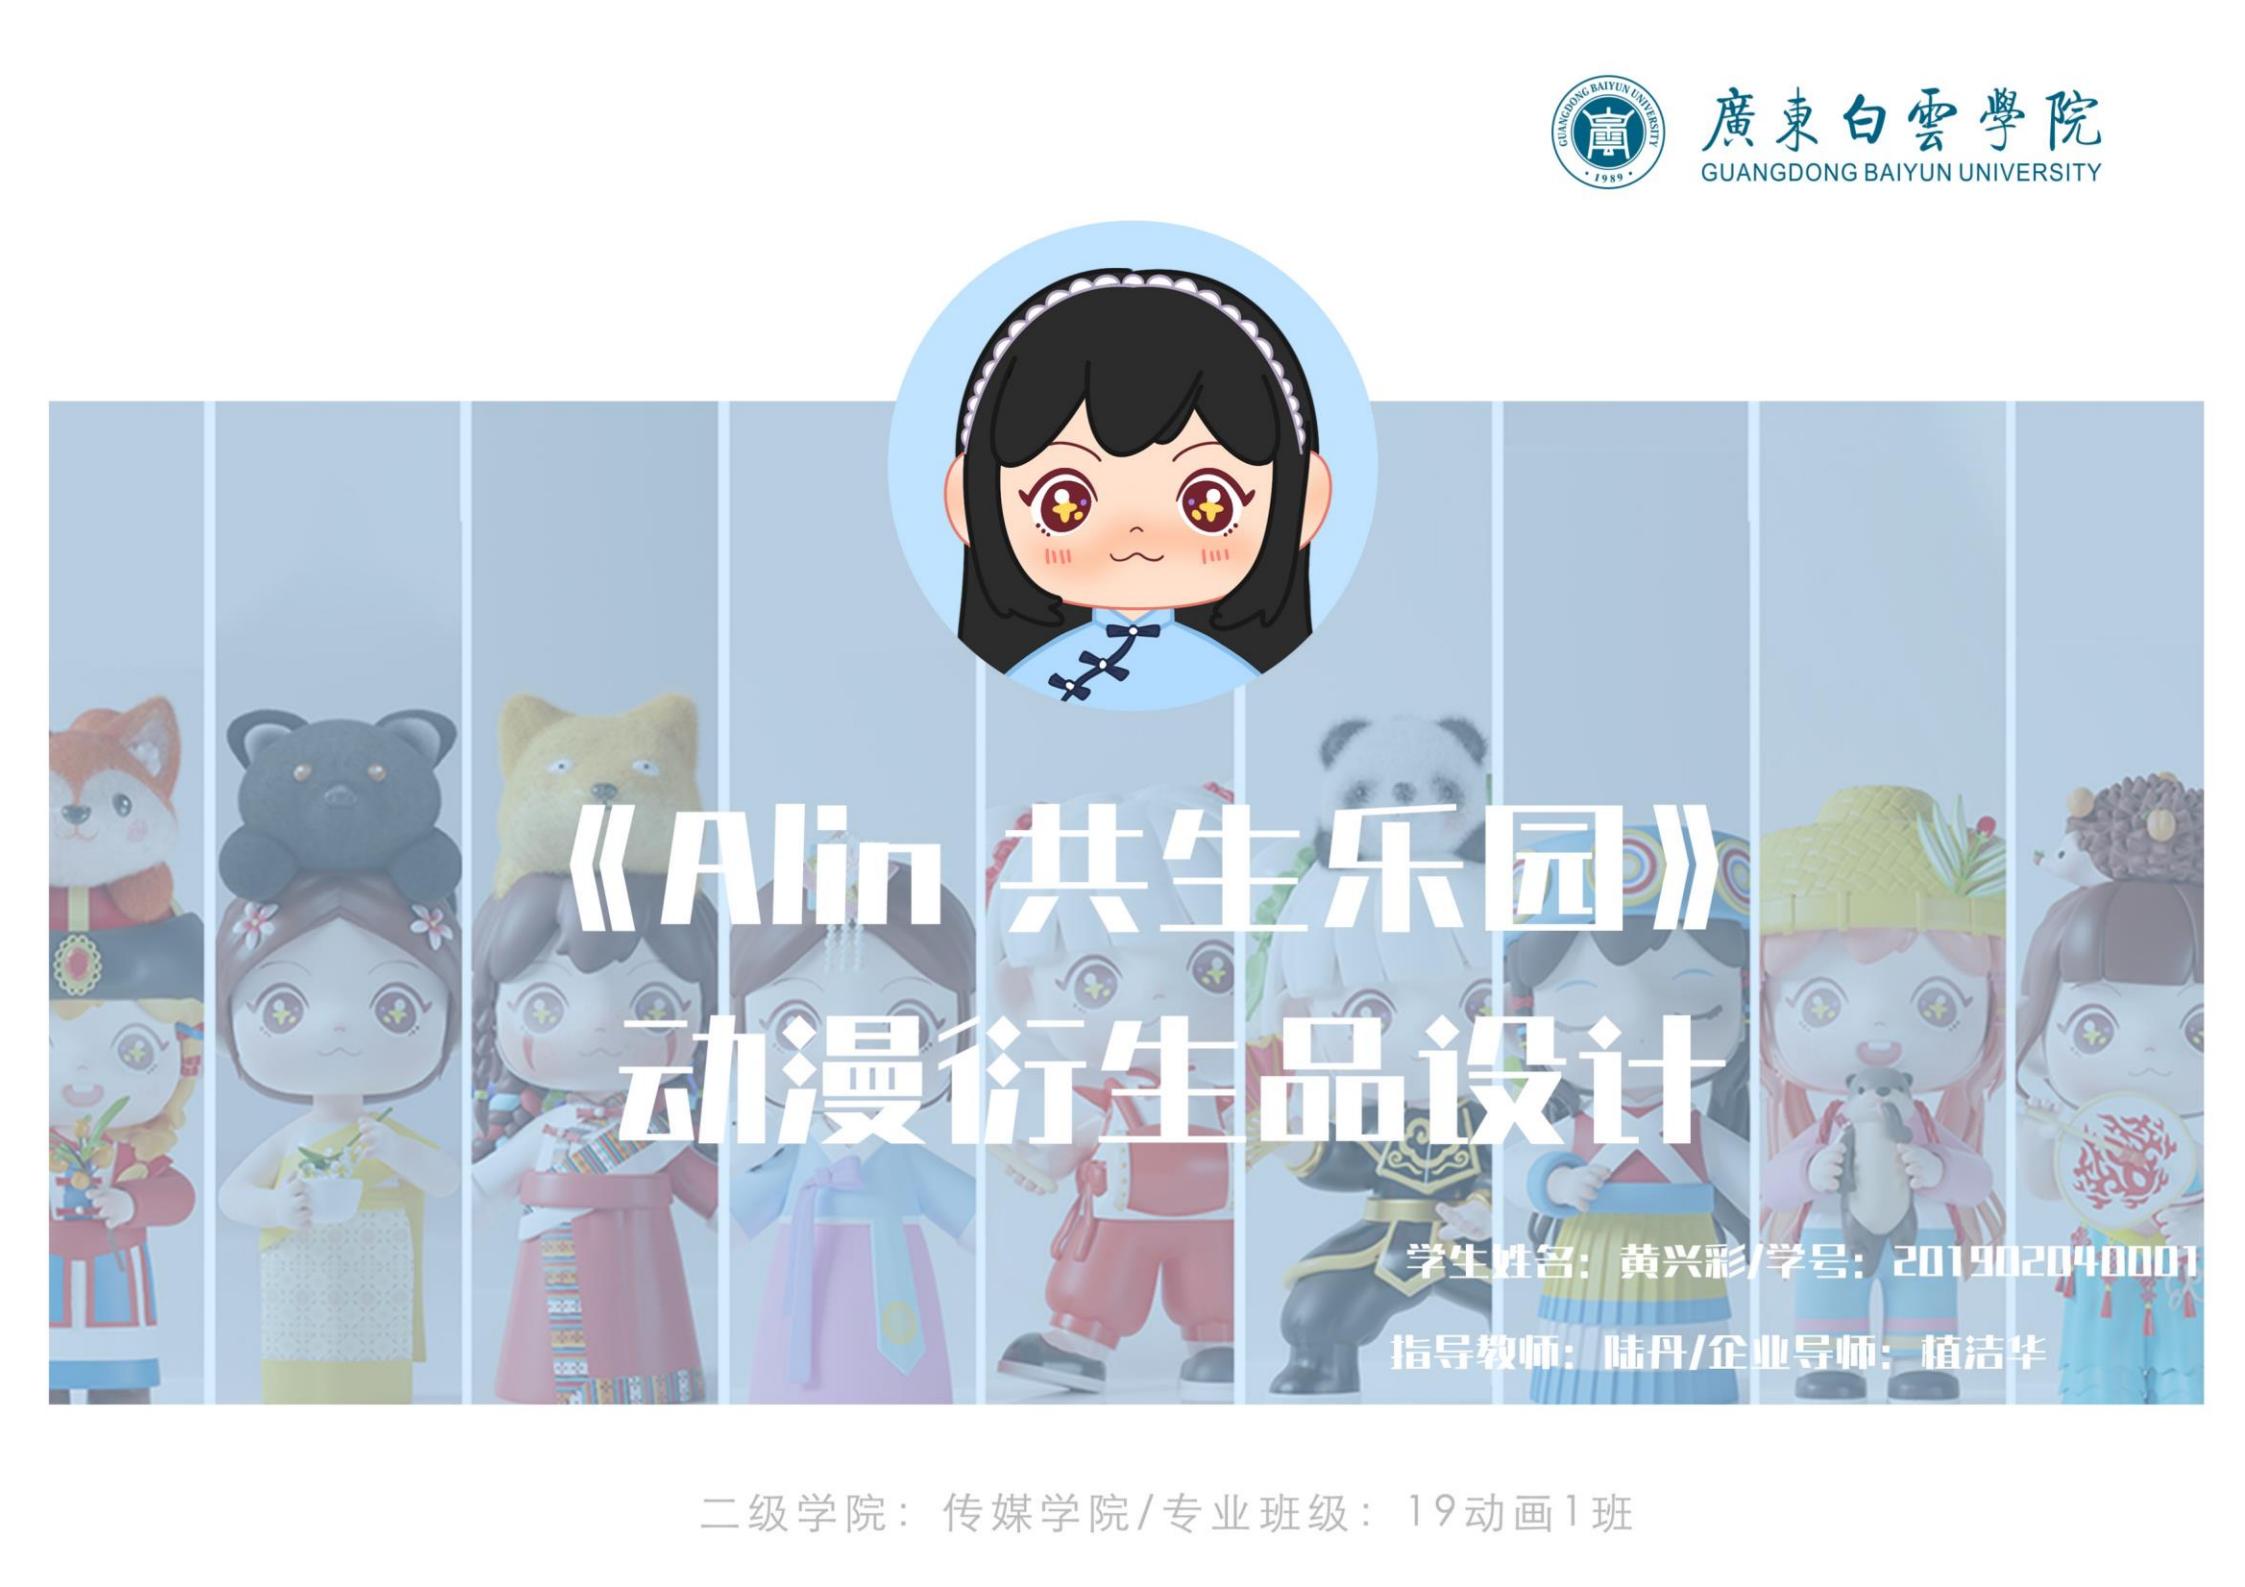 GUANGDONG BAIYUN UNIVERSITY
·1989·
廣東白雲學院
GUANGDONG BAIYUN UNIVERSITY
《Alin 共生乐园》
动漫衍生品设计
学生姓名：黄兴彩/学号：201902040001
指导教师：陆丹/企业导师：植洁华
二级学院：传媒学院/专业班级：19动画1班